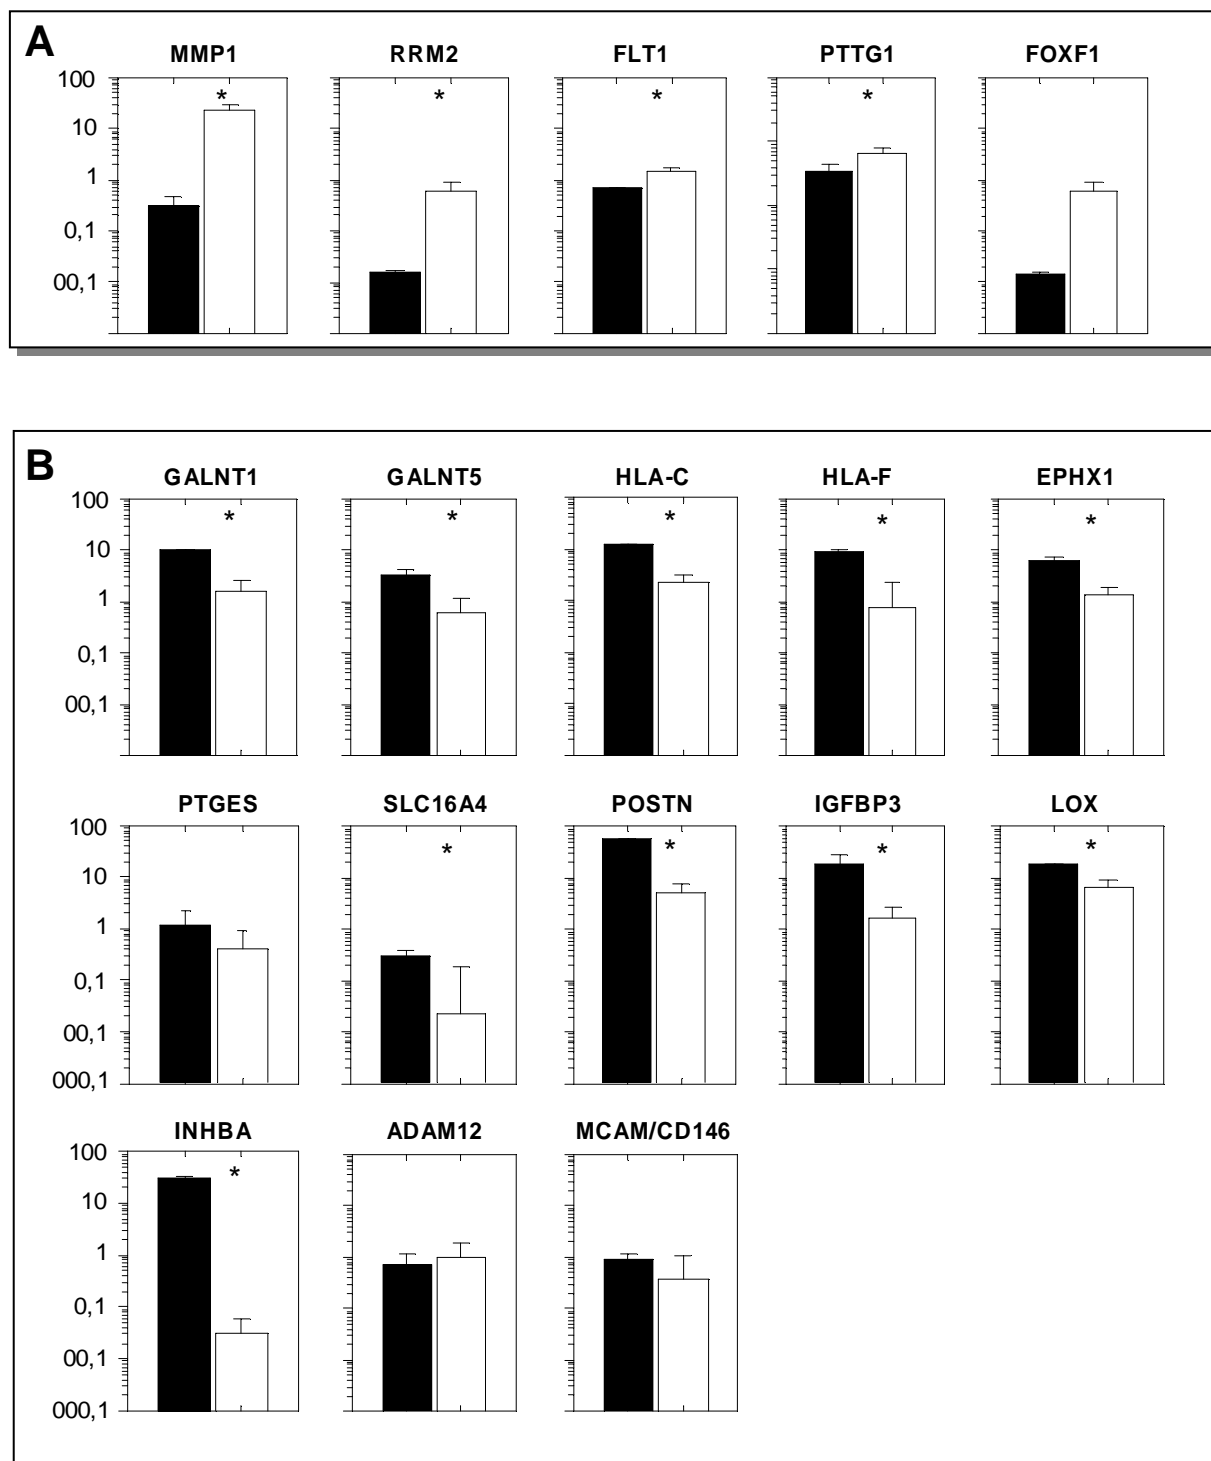 A
MMP1 RRM2 FLT1 PTTG1 FOXF1
100
* * * *
10
1
0,1
00,1
B
GALNT1 GALNT5 HLA-C HLA-F EPHX1
100
* * * * *
10
1
0,1
00,1
PTGES SLC16A4 POSTN IGFBP3 LOX
100
* * * *
10
1
0,1
00,1
000,1
INHBA ADAM12 MCAM/CD146
100
*
10
1
0,1
00,1
000,1